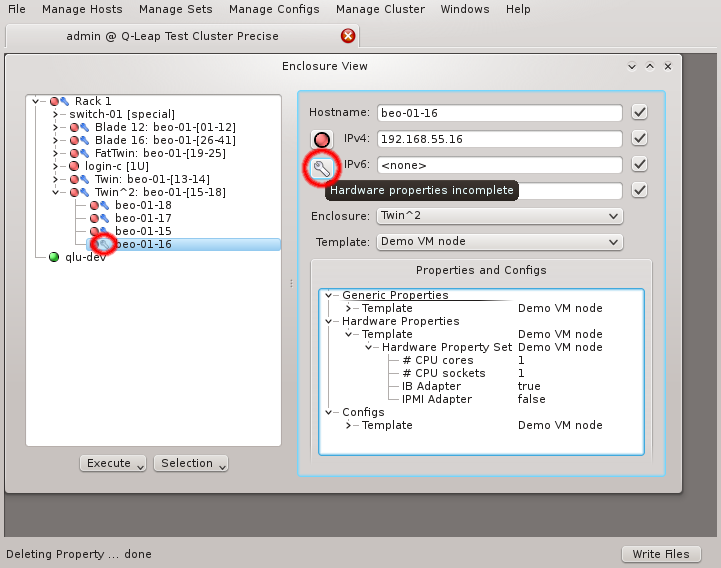 File Manage Hosts Manage Sets Manage Configs Manage Cluster Windows Help
admin @ Q-Leap Test Cluster Precise
Enclosure View
Rack 1
switch-01 [special]
Blade 12: beo-01-[01-12]
Blade 16: beo-01-[26-41]
FatTwin: beo-01-[19-25]
login-c [1U]
Twin: beo-01-[13-14]
Twin^2: beo-01-[15-18]
beo-01-18
beo-01-17
beo-01-15
beo-01-16
qlu-dev
Execute
Selection
Hostname: beo-01-16
IPv4: 192.168.55.16
IPv6: <none>
Hardware properties incomplete
Enclosure: Twin^2
Template: Demo VM node
Properties and Configs
Generic Properties
Template Demo VM node
Hardware Properties
Template Demo VM node
Hardware Property Set Demo VM node
# CPU cores 1
# CPU sockets 1
IB Adapter true
IPMI Adapter false
Configs
Template Demo VM node
Deleting Property ... done
Write Files